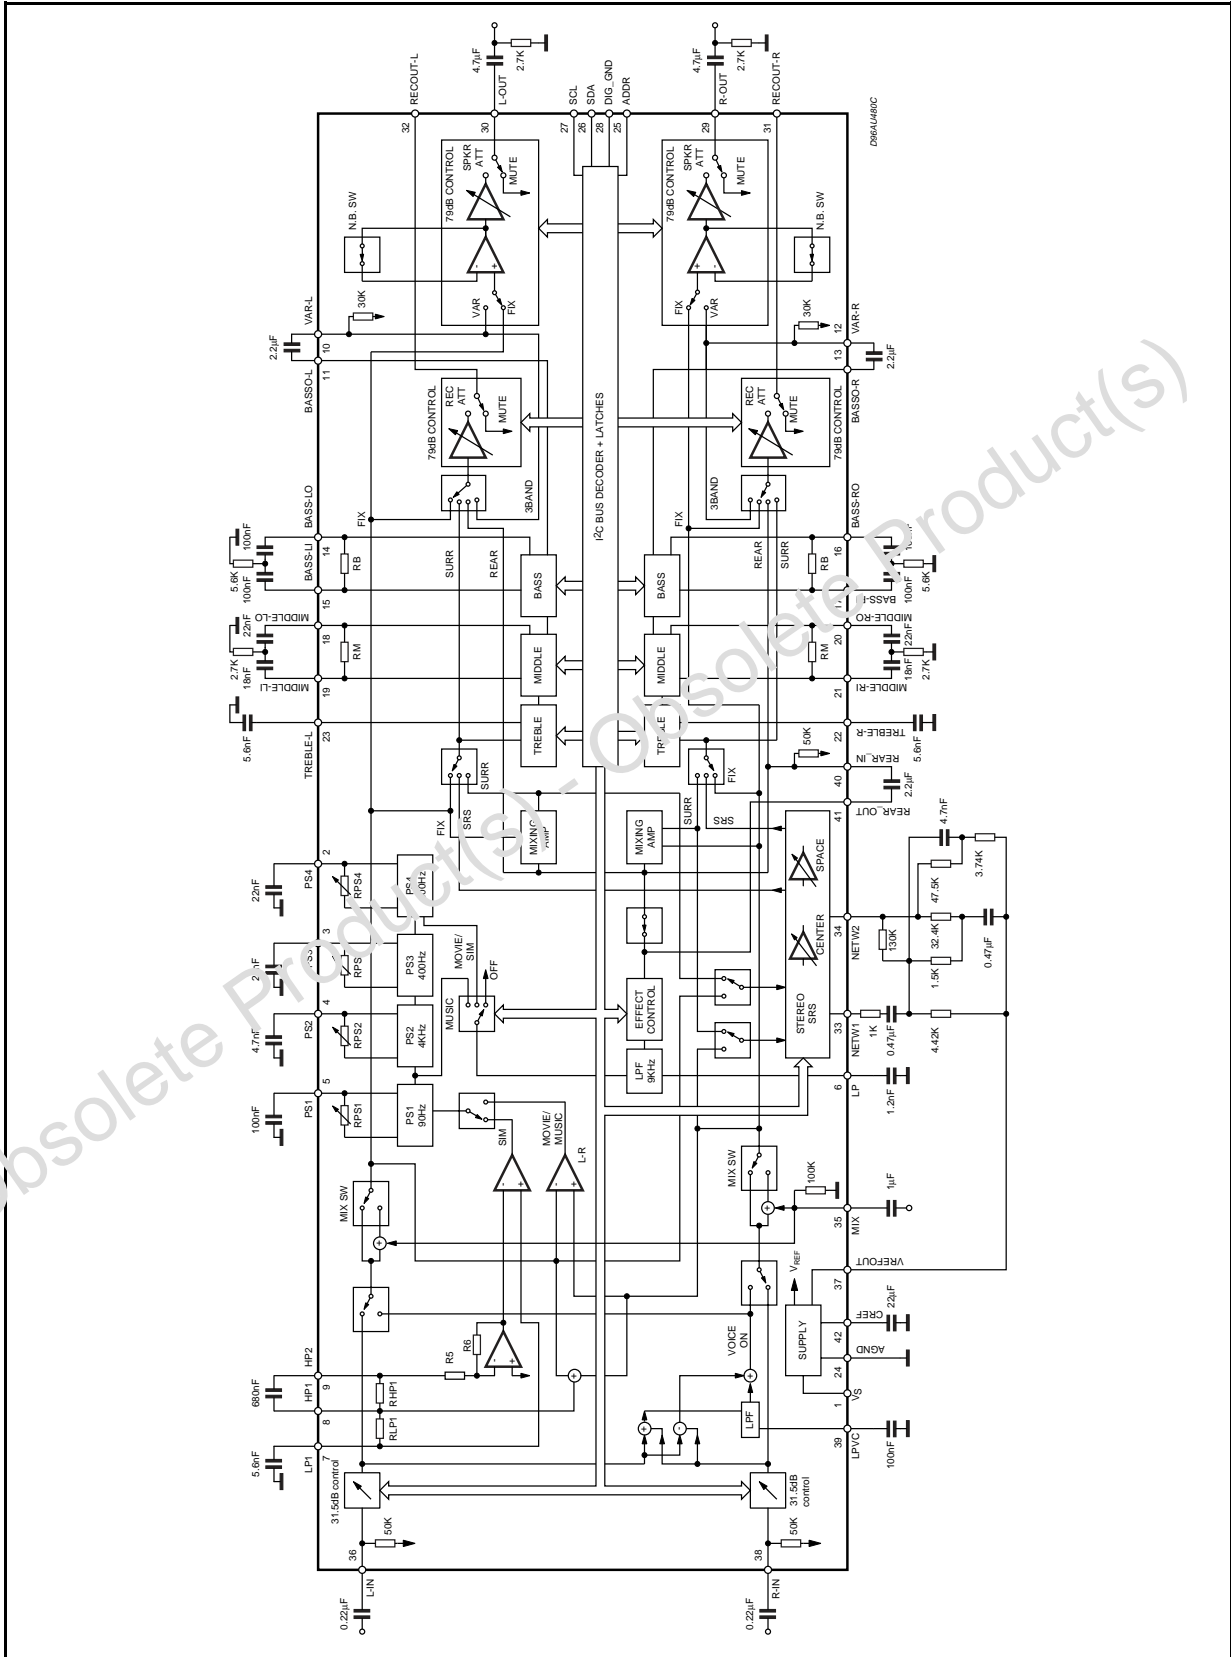 4.7µF
2.7K
L-OUT
RECOUT-L
32
30
SCL
SDA
DIG_GND
ADDR
27
26
28
25
4.7µF
2.7K
R-OUT
RECOUT-R
29
31
D96AU480C
79dB CONTROL
SPKR
ATT
MUTE
N.B. SW
VAR
FIX
79dB CONTROL
SPKR
ATT
MUTE
N.B. SW
FIX
VAR
30K
VAR-L
10
2.2µF
11
BASSO-L
30K
12
VAR-R
13
2.2µF
BASSO-R
79dB CONTROL
REC
ATT
MUTE
79dB CONTROL
REC
ATT
MUTE
I2C BUS DECODER + LATCHES
FIX
SURR
REAR
3BAND
FIX
3BAND
REAR
SURR
BASS-LO
14
100nF
5.6K
100nF
BASS-LI
15
RB
BASS
BASS
RB
BASS-RO
16
100nF
5.6K
MIDDLE-LO
18
22nF
2.7K
18nF
MIDDLE-LI
19
RM
MIDDLE
MIDDLE
RM
MIDDLE-RO
20
22nF
18nF
2.7K
MIDDLE-RI
21
5.6nF
TREBLE-L
23
TREBLE
TREBLE-R
22
5.6nF
50K
REAR_IN
40
2.2µF
REAR_OUT
41
SURR
SRS
FIX
FIX
SURR
SRS
MIXING
AMP
SPACE
CENTER
STEREO
SRS
22nF
PS4
2
RPS4
3
4
4.7nF
PS2
RPS2
PS3
400Hz
PS2
4KHz
5
100nF
PS1
RPS1
PS1
90Hz
MUSIC
MOVIE/
SIM
OFF
EFFECT
CONTROL
LPF
9KHz
4.7nF
3.74K
47.5K
32.4K
0.47µF
130K
1.5K
NETW2
34
NETW1
33
1K
0.47µF
4.42K
LP
6
1.2nF
SIM
MOVIE/
MUSIC
L-R
MIX SW
MIX SW
100K
35
MIX
1µF
VREF
SUPPLY
VREFOUT
37
CREF
42
22µF
AGND
24
VS
1
VOICE
ON
LPF
LPVC
39
100nF
HP2
9
680nF
HP1
8
RHP1
RLP1
R5
R6
5.6nF
LP1
7
31.5dB control
50K
36
L-IN
0.22µF
31.5dB
control
50K
38
R-IN
0.22µF
Obsolete Product(s) - Obsolete Product(s)